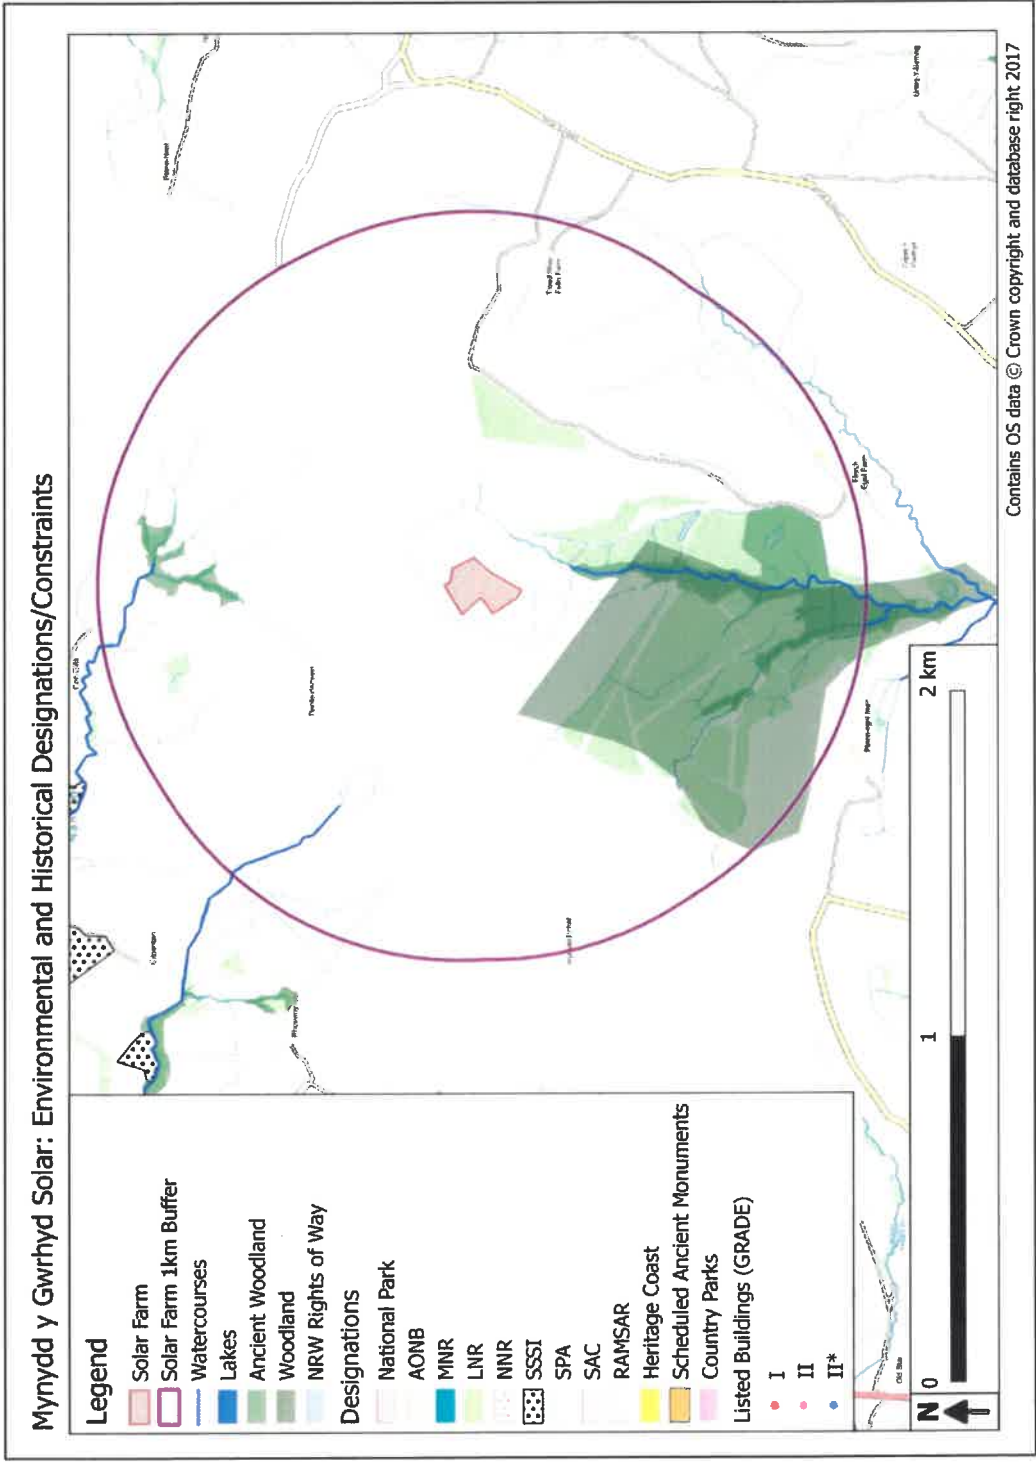 Mynydd y Gwrhyd Solar: Environmental and Historical Designations/Constraints
Legend
Solar Farm
Solar Farm 1km Buffer
Watercourses
Lakes
Ancient Woodland
Woodland
NRW Rights of Way
Designations
National Park
AONB
MNR
LNR
NNR
SSSI
SPA
SAC
RAMSAR
Heritage Coast
Scheduled Ancient Monuments
Country Parks
Listed Buildings (GRADE)
I
II
II*
N
0
1
2 km
Contains OS data © Crown copyright and database right 2017